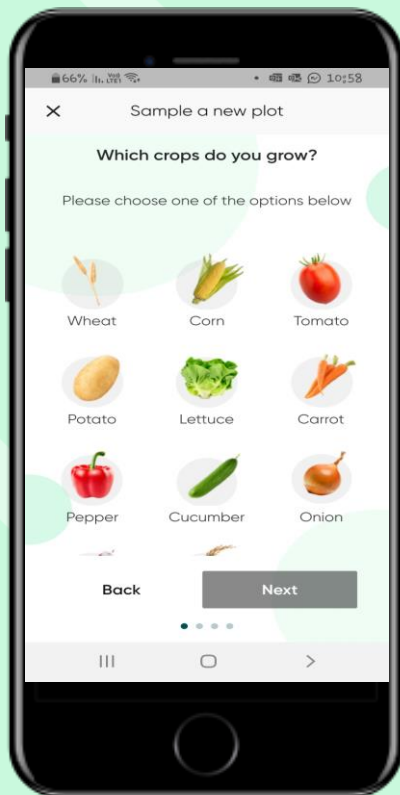 66% 10:58
Sample a new plot
Which crops do you grow?
Please choose one of the options below
Wheat Corn Tomato
Potato Lettuce Carrot
Pepper Cucumber Onion
Back Next